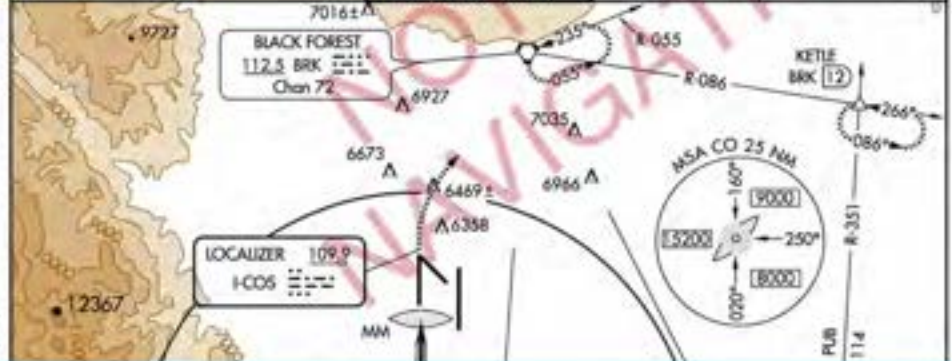 7016±
9727
BLACK FOREST
112.5 BRK
Chan 72
235°
055°
R-055
R-086
KETLE
BRK 12
266°
086°
6927
7035
6673
6966
6469±
6358
MSA CO 25 NM
160°
9000
15200
250°
020°
8000
R-351
LOCALIZER 109.9
I-COS
12367
MM
PUB
114
NOT
NAVIGAT